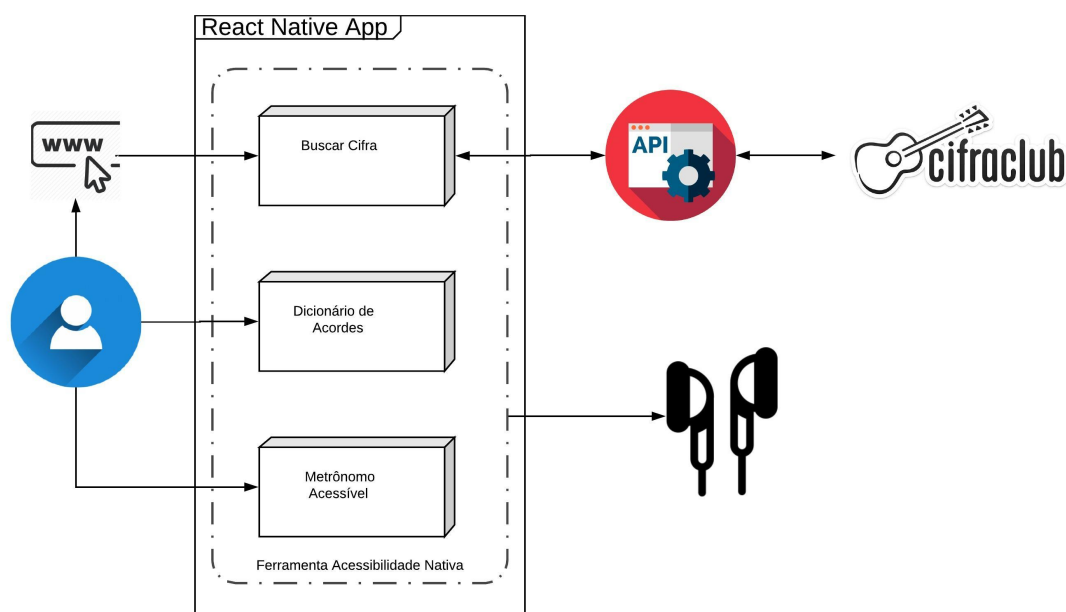 React Native App
www
Buscar Cifra
API
cifraclub
Dicionário de
Acordes
Metrônomo
Acessível
Ferramenta Acessibilidade Nativa